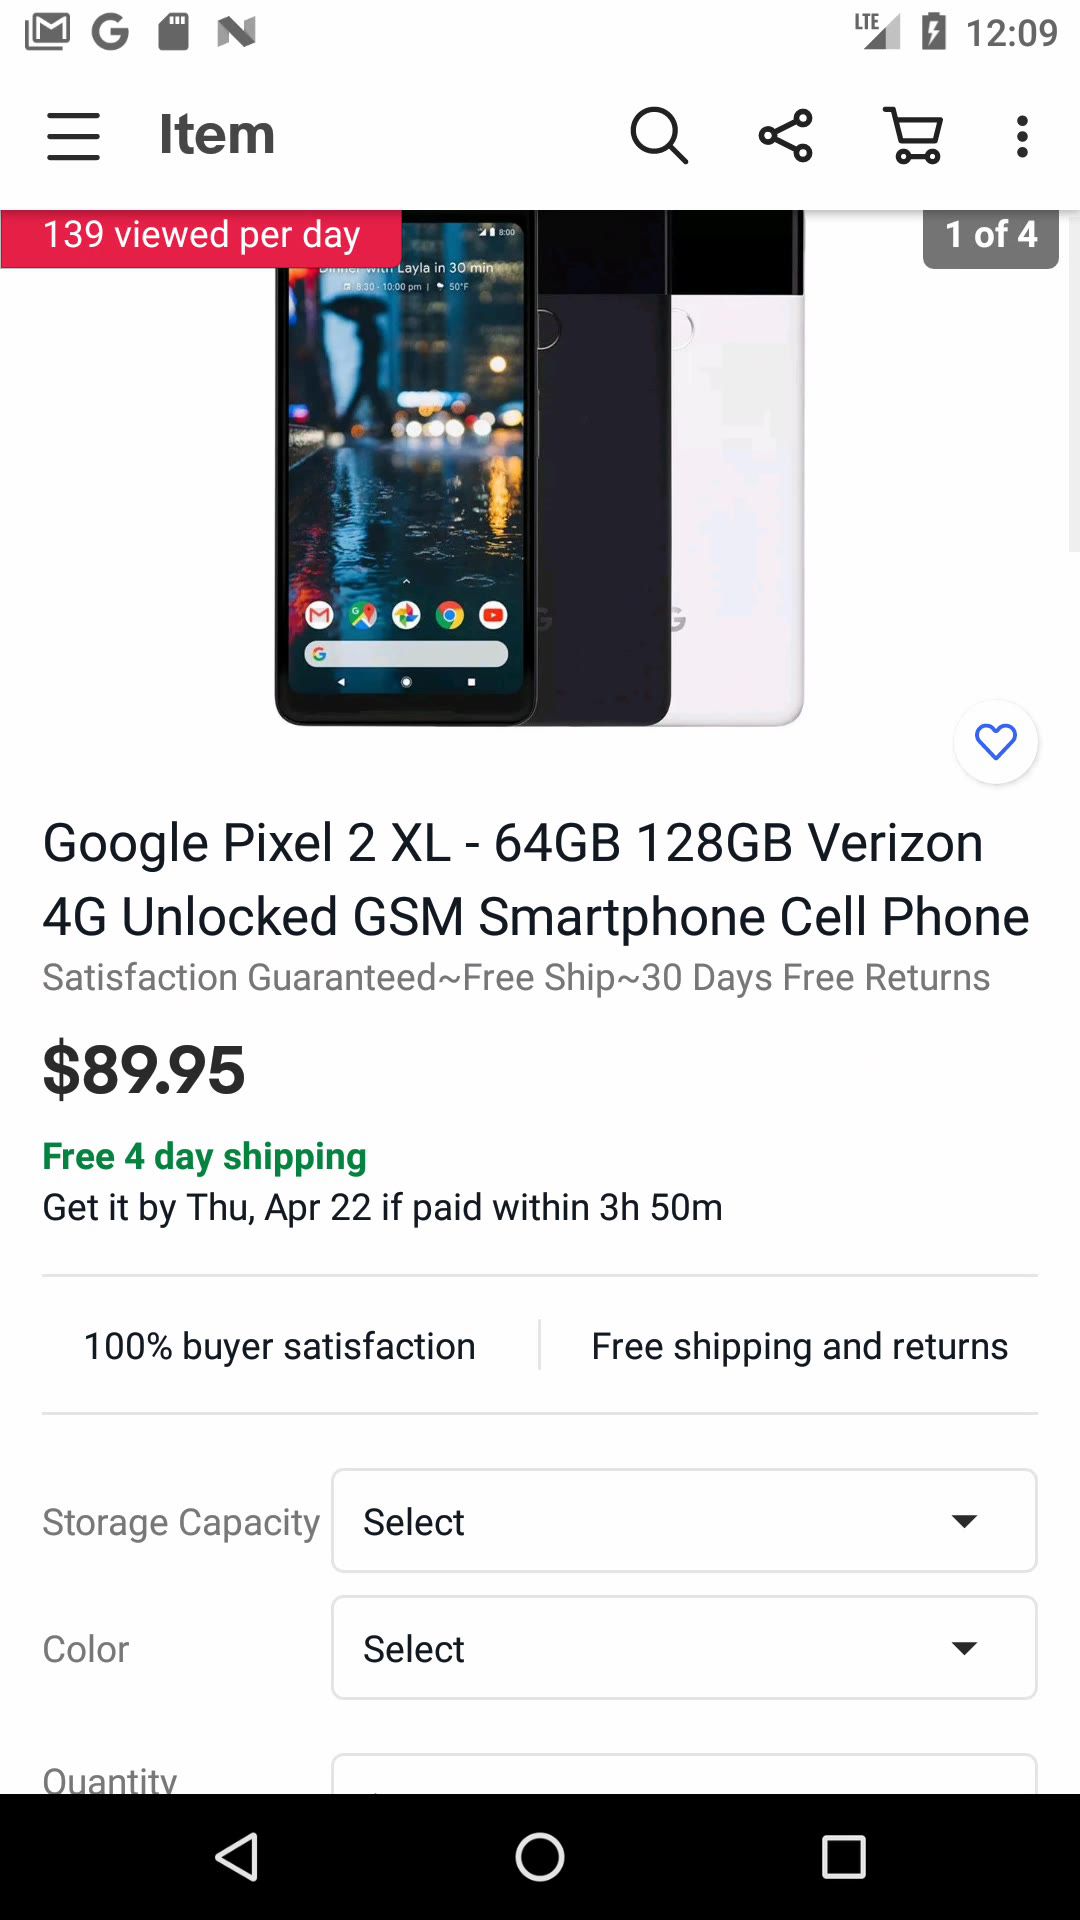 LTE 12:09
Item
139 viewed per day
1 of 4
8:00
Dinner with Layla in 30 min
8:30 - 10:00 pm | 50°F
Google Pixel 2 XL - 64GB 128GB Verizon
4G Unlocked GSM Smartphone Cell Phone
Satisfaction Guaranteed~Free Ship~30 Days Free Returns
$89.95
Free 4 day shipping
Get it by Thu, Apr 22 if paid within 3h 50m
100% buyer satisfaction
Free shipping and returns
Storage Capacity Select
Color Select
Quantity